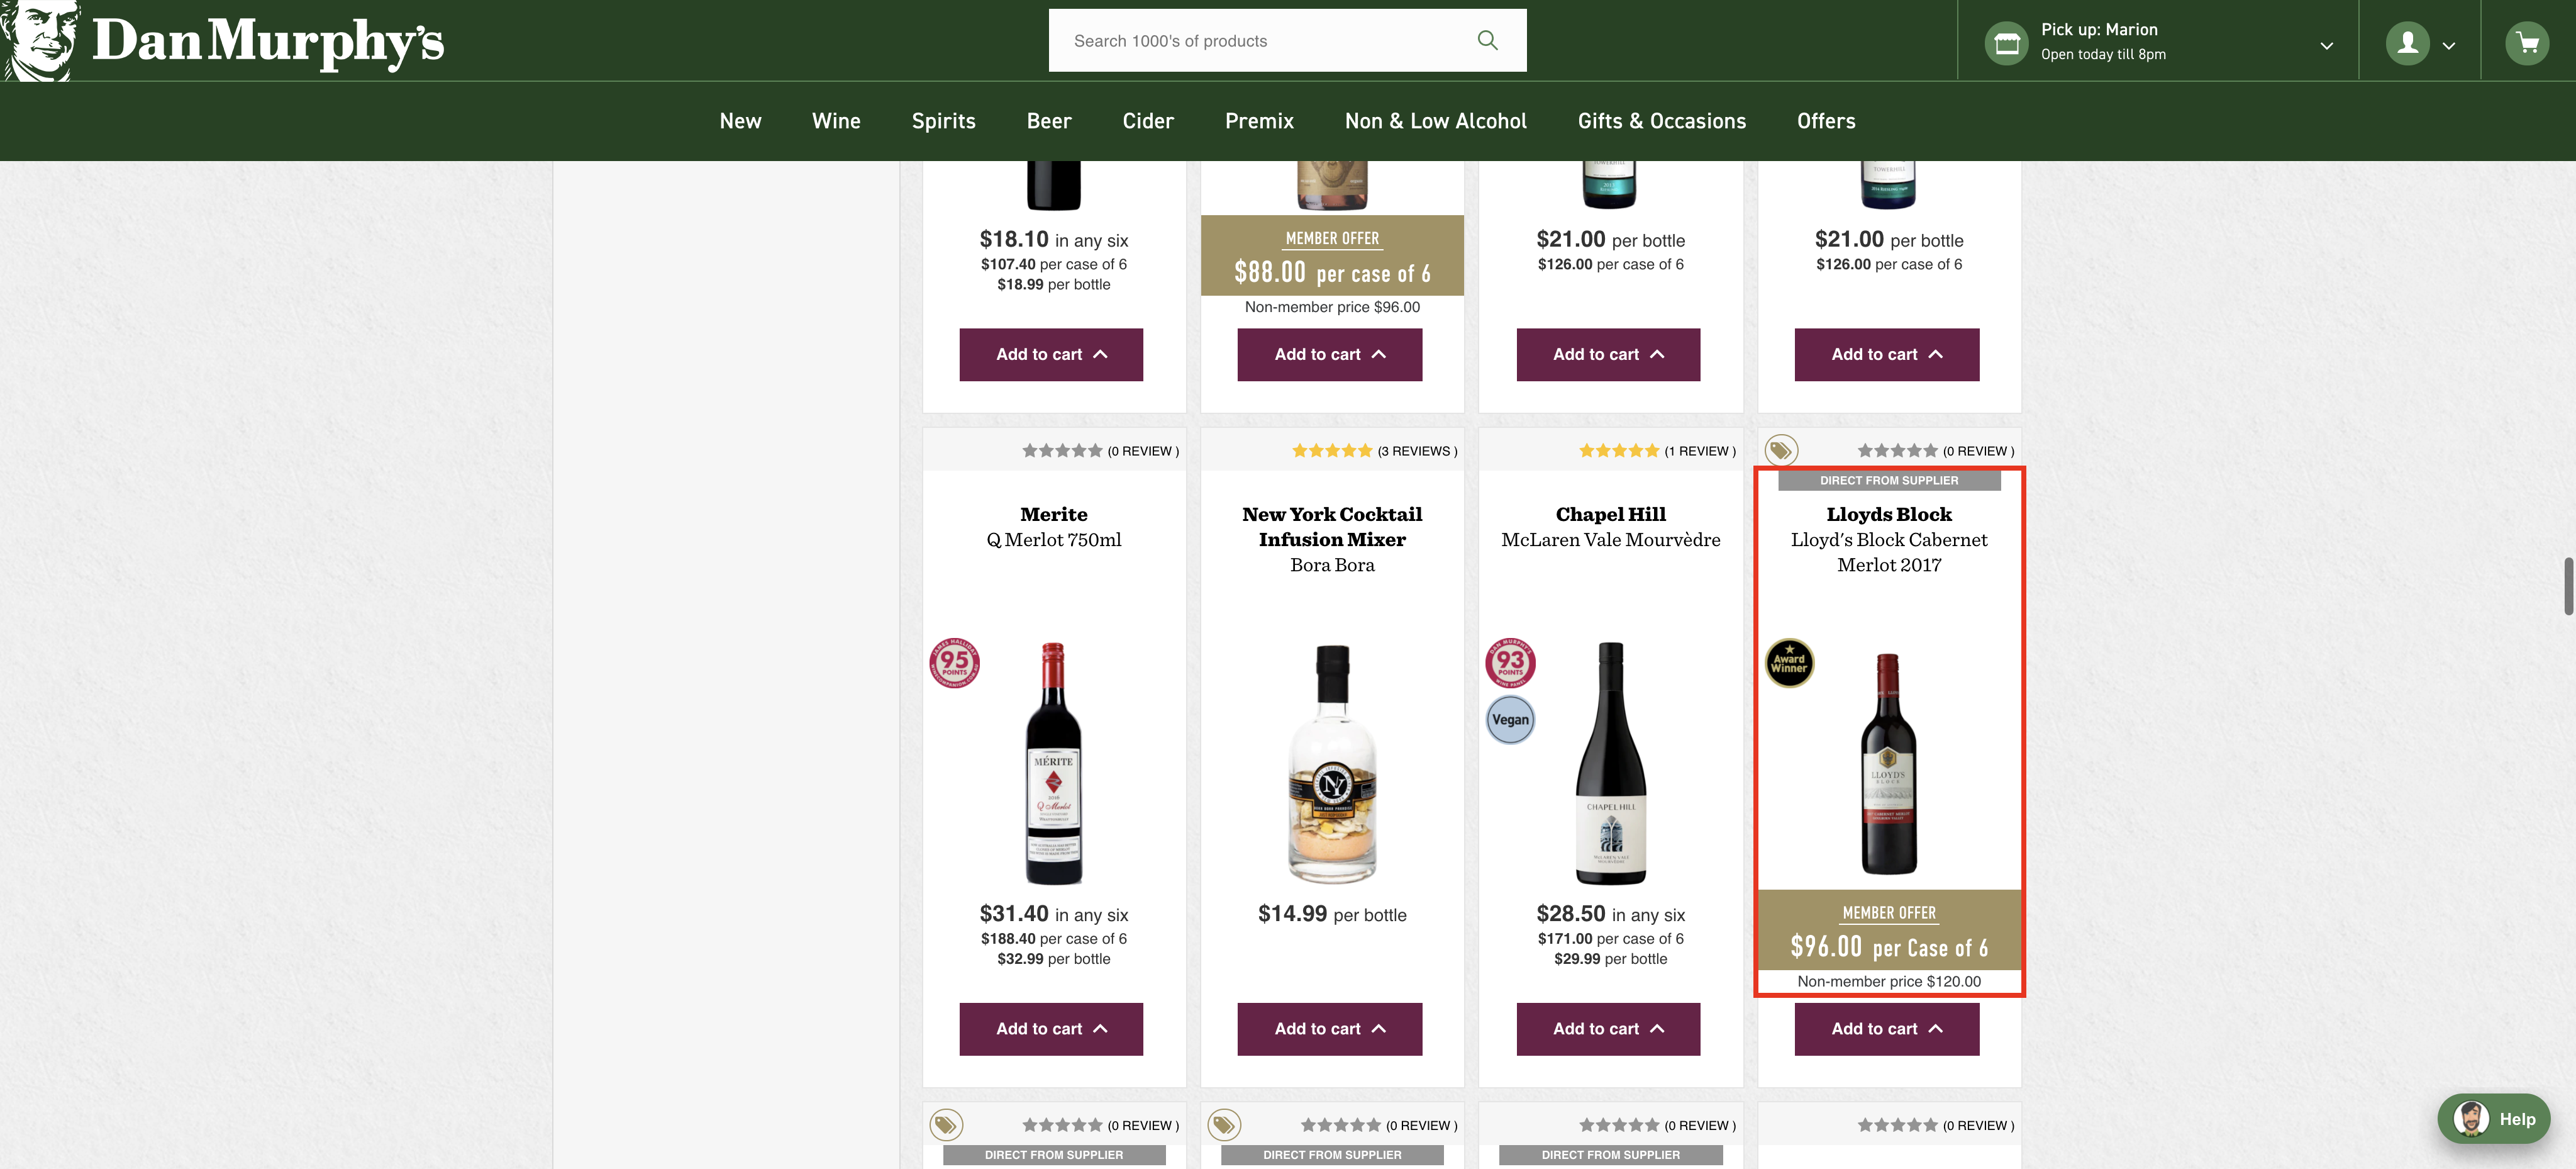 Dan Murphy's
Search 1000's of products
Pick up: Marion
Open today till 8pm
New Wine Spirits Beer Cider Premix Non & Low Alcohol Gifts & Occasions Offers
$18.10 in any six
$107.40 per case of 6
$18.99 per bottle
Add to cart
MEMBER OFFER
$88.00 per case of 6
Non-member price $96.00
Add to cart
TOWERHILL
$21.00 per bottle
$126.00 per case of 6
Add to cart
TOWERHILL
$21.00 per bottle
$126.00 per case of 6
Add to cart
(0 REVIEW )
Merite
Q Merlot 750ml
95
POINTS
MÉRITE
Q Merlot
$31.40 in any six
$188.40 per case of 6
$32.99 per bottle
Add to cart
(3 REVIEWS )
New York Cocktail
Infusion Mixer
Bora Bora
NY
$14.99 per bottle
Add to cart
(1 REVIEW )
Chapel Hill
McLaren Vale Mourvèdre
93
POINTS
Vegan
CHAPEL HILL
$28.50 in any six
$171.00 per case of 6
$29.99 per bottle
Add to cart
(0 REVIEW )
DIRECT FROM SUPPLIER
Lloyds Block
Lloyd's Block Cabernet
Merlot 2017
Award
Winner
LLOYD'S
BLOCK
MEMBER OFFER
$96.00 per Case of 6
Non-member price $120.00
Add to cart
(0 REVIEW )
DIRECT FROM SUPPLIER
(0 REVIEW )
DIRECT FROM SUPPLIER
(0 REVIEW )
DIRECT FROM SUPPLIER
(0 REVIEW )
Help